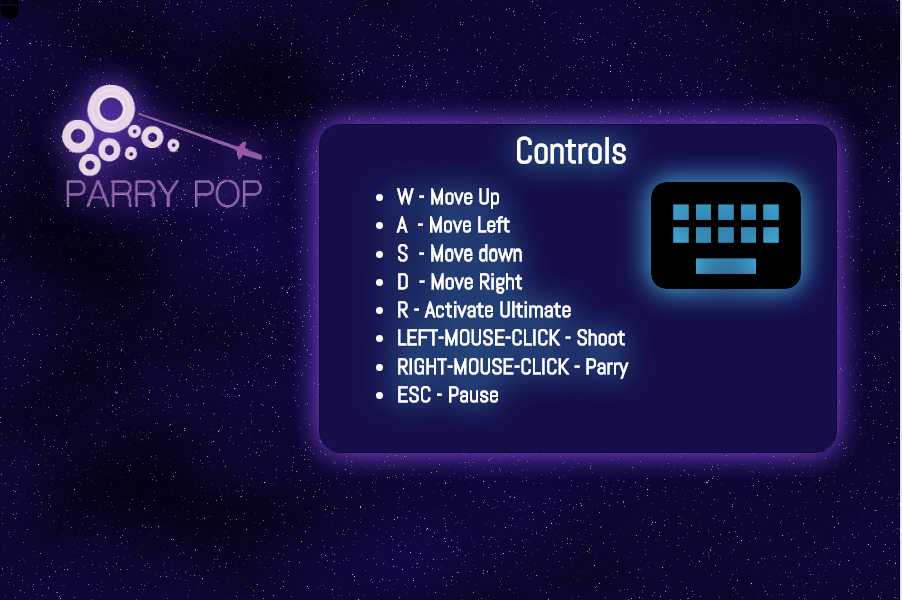 PARRY POP
Controls
W - Move Up
A - Move Left
S - Move down
D - Move Right
R - Activate Ultimate
LEFT-MOUSE-CLICK - Shoot
RIGHT-MOUSE-CLICK - Parry
ESC - Pause